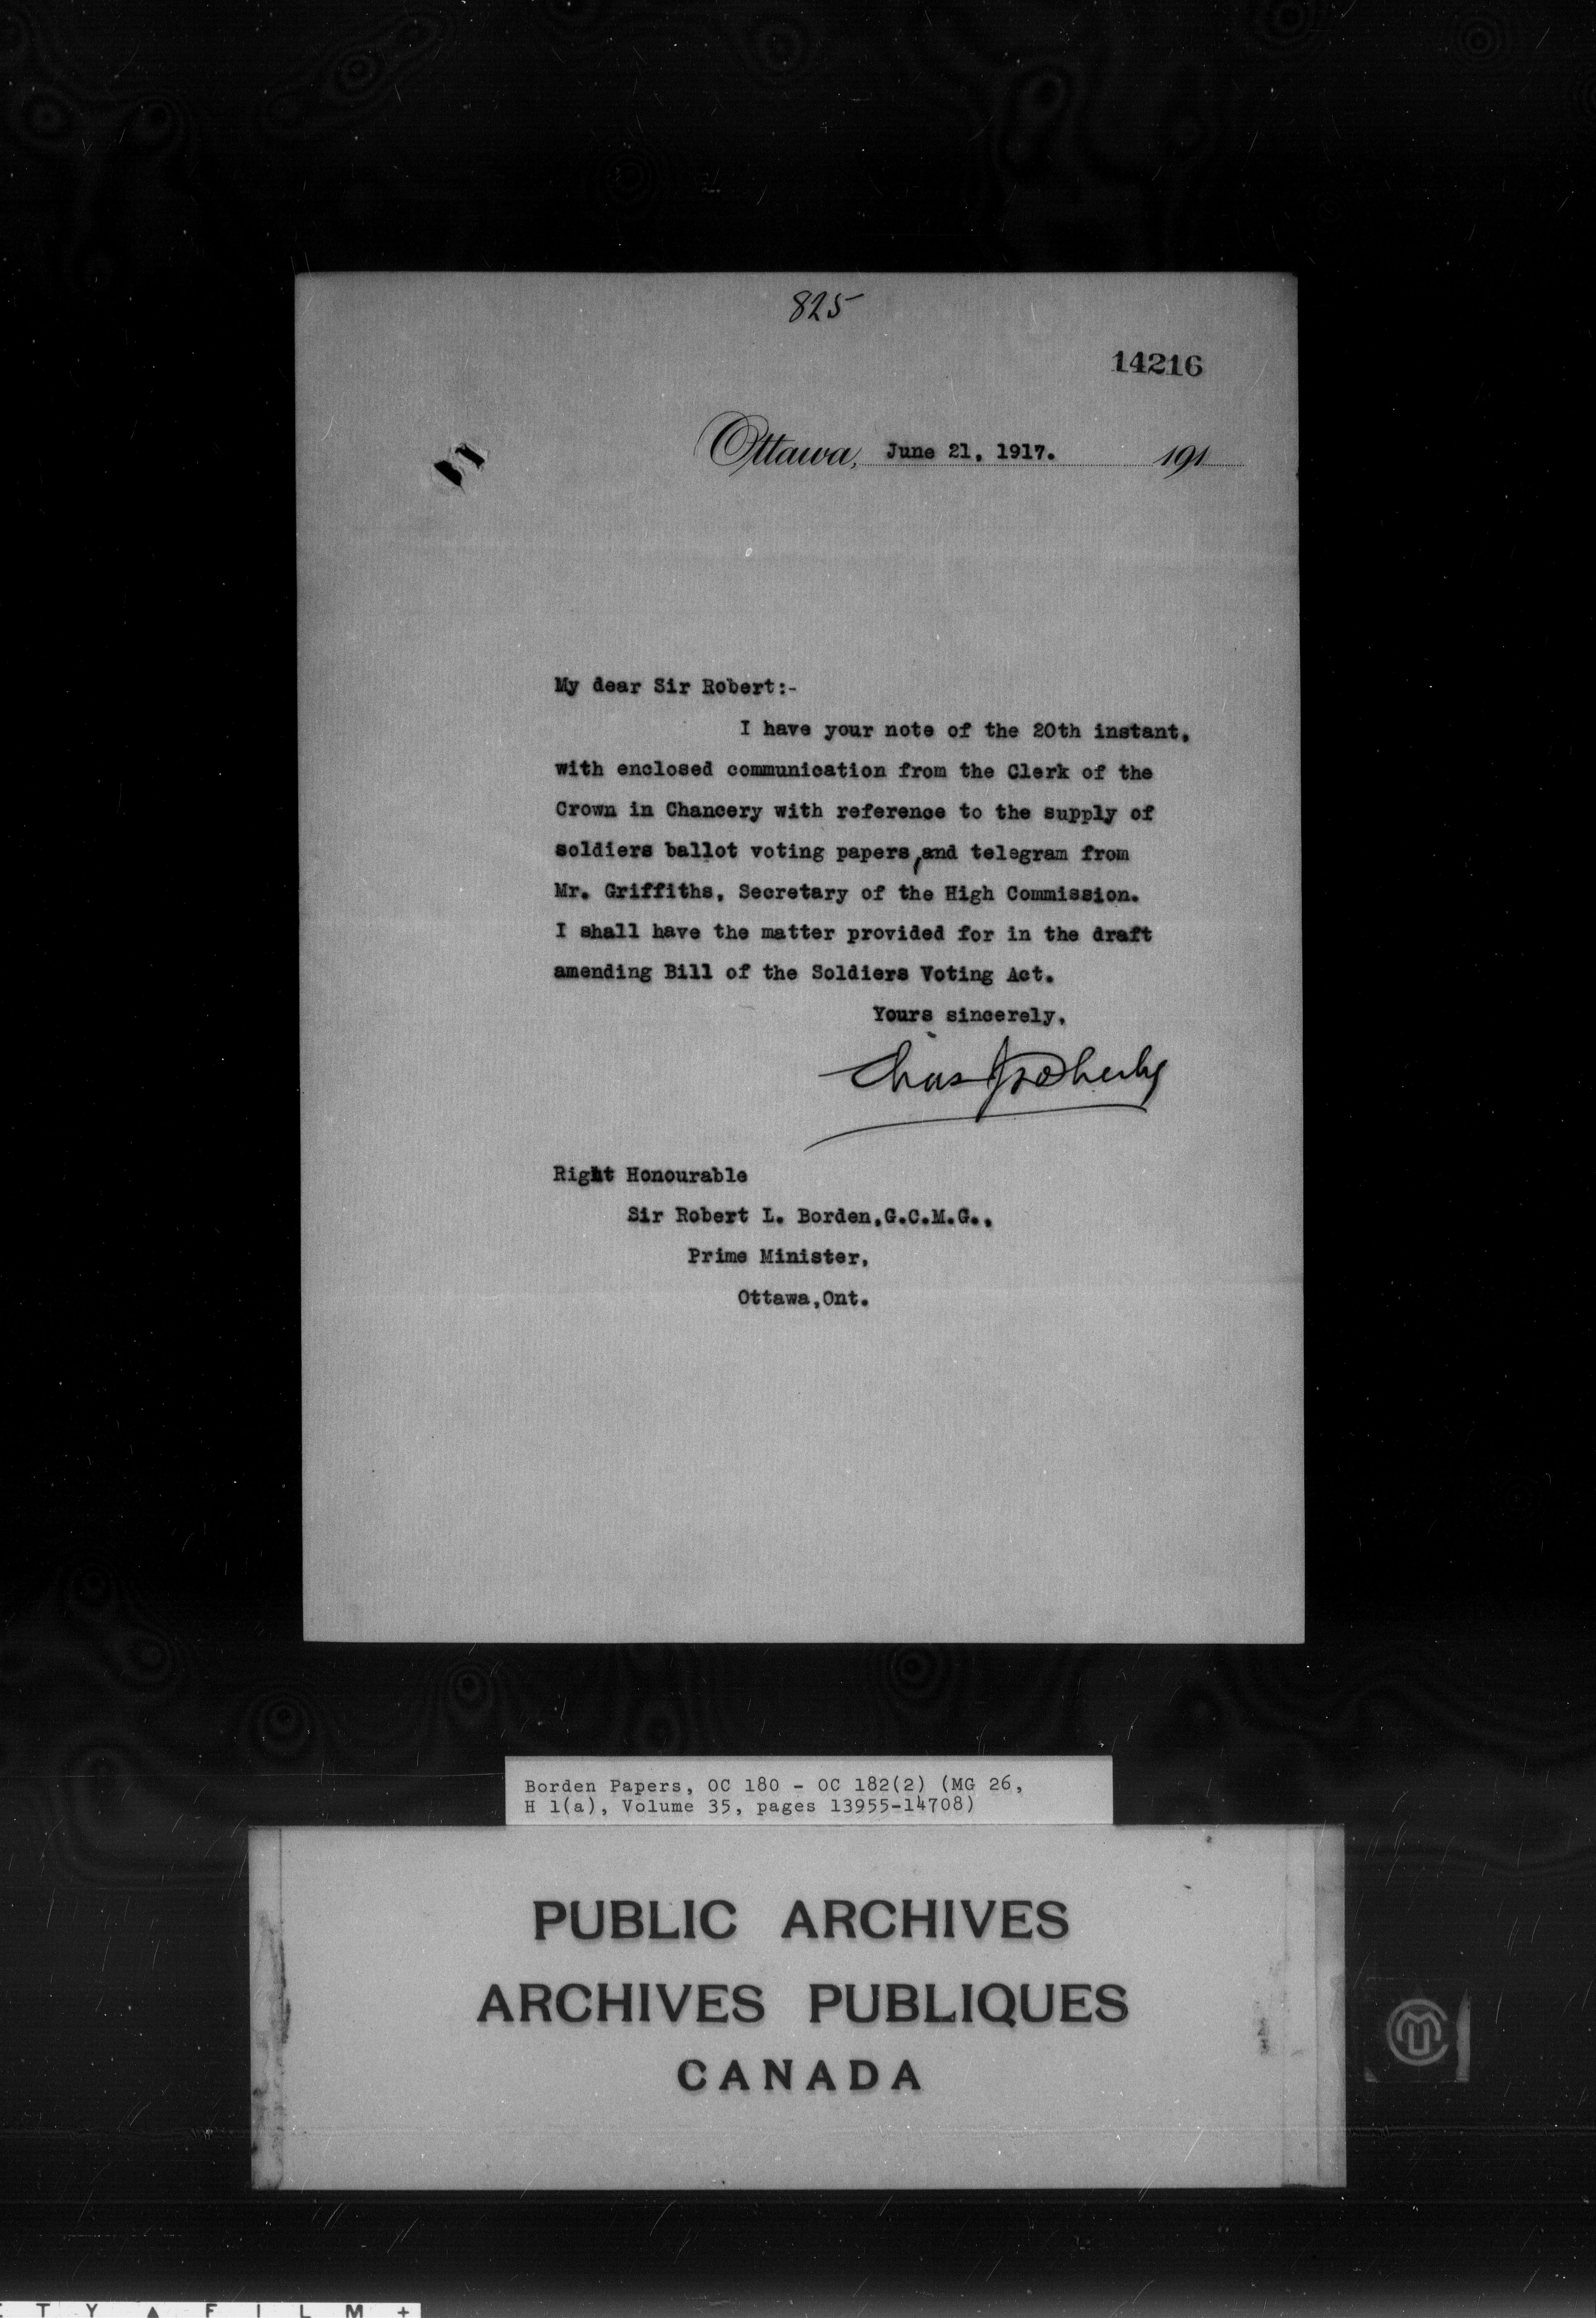 825
14216
Ottawa, June 21, 1917. 191
My dear Sir Robert:-
I have your note of the 20th instant,
with enclosed communication from the Clerk of the
Crown in Chancery with reference to the supply of
soldiers ballot voting papers, and telegram from
Mr. Griffiths, Secretary of the High Commission.
I shall have the matter provided for in the draft
amending Bill of the Soldiers Voting Act.
Yours sincerely,
Chas J Doherty
Right Honourable
Sir Robert L. Borden,G.C.M.G.,
Prime Minister,
Ottawa,Ont.
Borden Papers, OC 180 - OC 182(2) (MG 26,
H 1(a), Volume 35, pages 13955-14708)
PUBLIC ARCHIVES
ARCHIVES PUBLIQUES
CANADA
T Y ▲ F I L M +